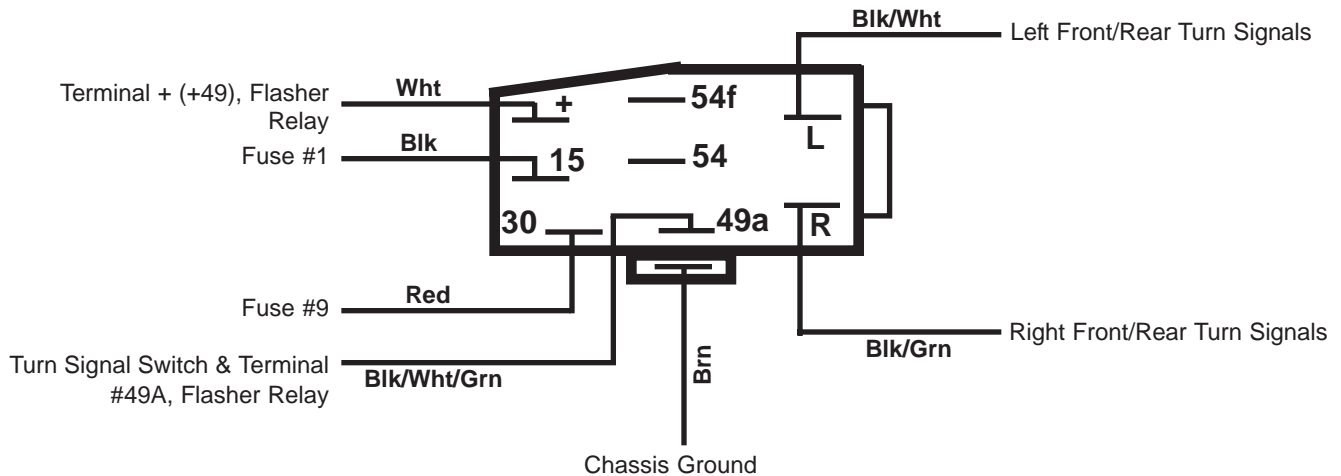 Blk/Wht
Left Front/Rear Turn Signals
Terminal + (+49), Flasher
Relay
Wht
+
54f
L
Fuse #1
Blk
15
54
30
49a
R
Fuse #9
Red
Right Front/Rear Turn Signals
Blk/Grn
Turn Signal Switch & Terminal
#49A, Flasher Relay
Blk/Wht/Grn
Brn
Chassis Ground